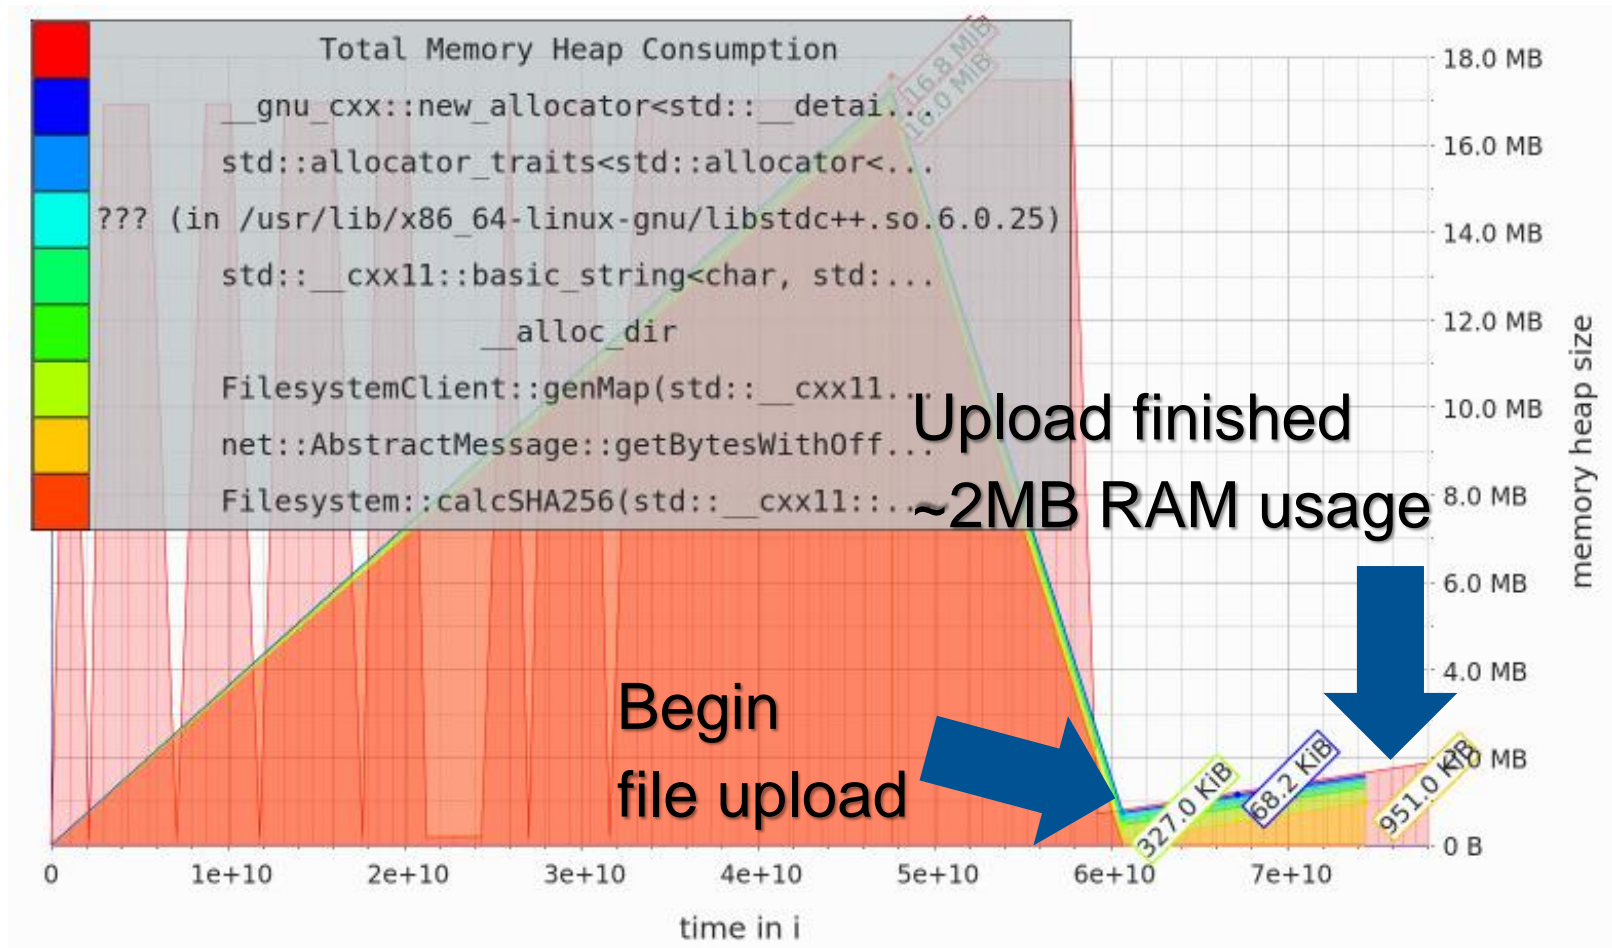 Total Memory Heap Consumption
__gnu_cxx::new_allocator<std::__detai...
std::allocator_traits<std::allocator<...
??? (in /usr/lib/x86_64-linux-gnu/libstdc++.so.6.0.25)
std::__cxx11::basic_string<char, std:...
__alloc_dir
FilesystemClient::genMap(std::__cxx11...
net::AbstractMessage::getBytesWithOff...
Filesystem::calcSHA256(std::__cxx11::...
16.8 MiB
16.0 MiB
18.0 MB
16.0 MB
14.0 MB
12.0 MB
10.0 MB
8.0 MB
6.0 MB
4.0 MB
0 B
memory heap size
Upload finished
~2MB RAM usage
Begin
file upload
327.0 KiB
68.2 KiB
951.0 KiB
0
1e+10
2e+10
3e+10
4e+10
5e+10
6e+10
7e+10
time in i